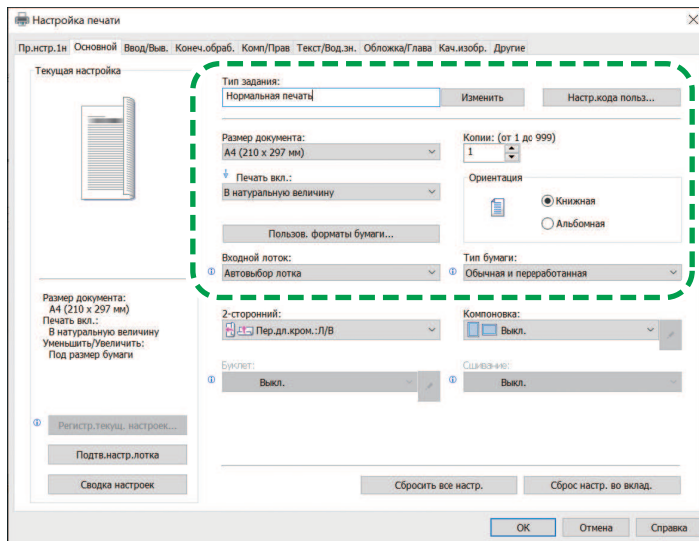 Настройка печати
Пр.нстр.1н Основной Ввод/Выв. Конеч.обраб. Комп/Прав Текст/Вод.зн. Обложка/Глава Кач.изобр. Другие
Текущая настройка
Тип задания:
Нормальная печать
Изменить
Настр.кода польз...
Размер документа:
A4 (210 x 297 мм)
Копии: (от 1 до 999)
1
Печать вкл.:
В натуральную величину
Ориентация
Книжная
Альбомная
Пользов. форматы бумаги...
Входной лоток:
Автовыбор лотка
Тип бумаги:
Обычная и переработанная
Размер документа:
A4 (210 x 297 мм)
Печать вкл.:
В натуральную величину
Уменьшить/Увеличить:
Под размер бумаги
2-сторонний:
Пер.дл.кром.:Л/В
Компоновка:
Выкл.
Буклет:
Выкл.
Сшивание:
Выкл.
Регистр.текущ. настроек...
Подтв.настр.лотка
Сводка настроек
Сбросить все настр.
Сброс настр. во вклад.
OK
Отмена
Справка